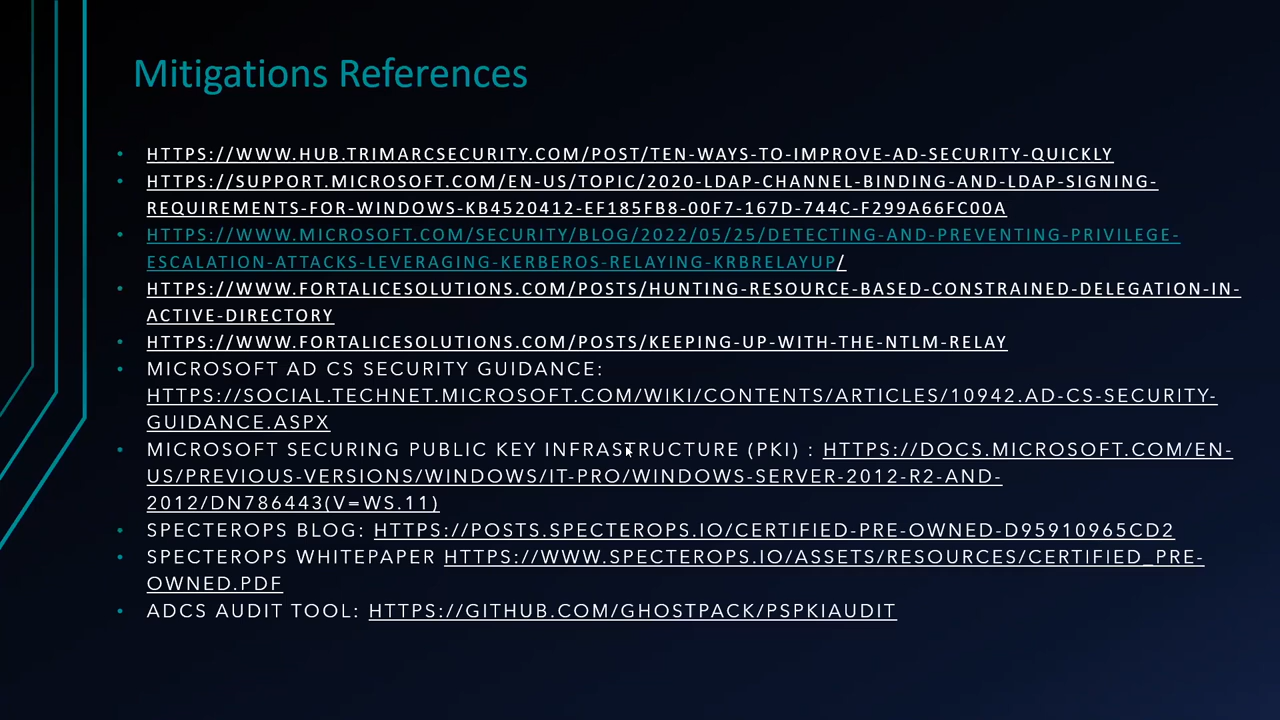 Mitigations References
• HTTPS://WWW.HUB.TRIMARCSECURITY.COM/POST/TEN-WAYS-TO-IMPROVE-AD-SECURITY-QUICKLY
• HTTPS://SUPPORT.MICROSOFT.COM/EN-US/TOPIC/2020-LDAP-CHANNEL-BINDING-AND-LDAP-SIGNING-
REQUIREMENTS-FOR-WINDOWS-KB4520412-EF185FB8-00F7-167D-744C-F299A66FC00A
• HTTPS://WWW.MICROSOFT.COM/SECURITY/BLOG/2022/05/25/DETECTING-AND-PREVENTING-PRIVILEGE-
ESCALATION-ATTACKS-LEVERAGING-KERBEROS-RELAYING-KRBRELAYUP/
• HTTPS://WWW.FORTALICESOLUTIONS.COM/POSTS/HUNTING-RESOURCE-BASED-CONSTRAINED-DELEGATION-IN-
ACTIVE-DIRECTORY
• HTTPS://WWW.FORTALICESOLUTIONS.COM/POSTS/KEEPING-UP-WITH-THE-NTLM-RELAY
• MICROSOFT AD CS SECURITY GUIDANCE:
HTTPS://SOCIAL.TECHNET.MICROSOFT.COM/WIKI/CONTENTS/ARTICLES/10942.AD-CS-SECURITY-
GUIDANCE.ASPX
• MICROSOFT SECURING PUBLIC KEY INFRASTRUCTURE (PKI) : HTTPS://DOCS.MICROSOFT.COM/EN-
US/PREVIOUS-VERSIONS/WINDOWS/IT-PRO/WINDOWS-SERVER-2012-R2-AND-
2012/DN786443(V=WS.11)
• SPECTEROPS BLOG: HTTPS://POSTS.SPECTEROPS.IO/CERTIFIED-PRE-OWNED-D95910965CD2
• SPECTEROPS WHITEPAPER HTTPS://WWW.SPECTEROPS.IO/ASSETS/RESOURCES/CERTIFIED_PRE-
OWNED.PDF
• ADCS AUDIT TOOL: HTTPS://GITHUB.COM/GHOSTPACK/PSPKIAUDIT